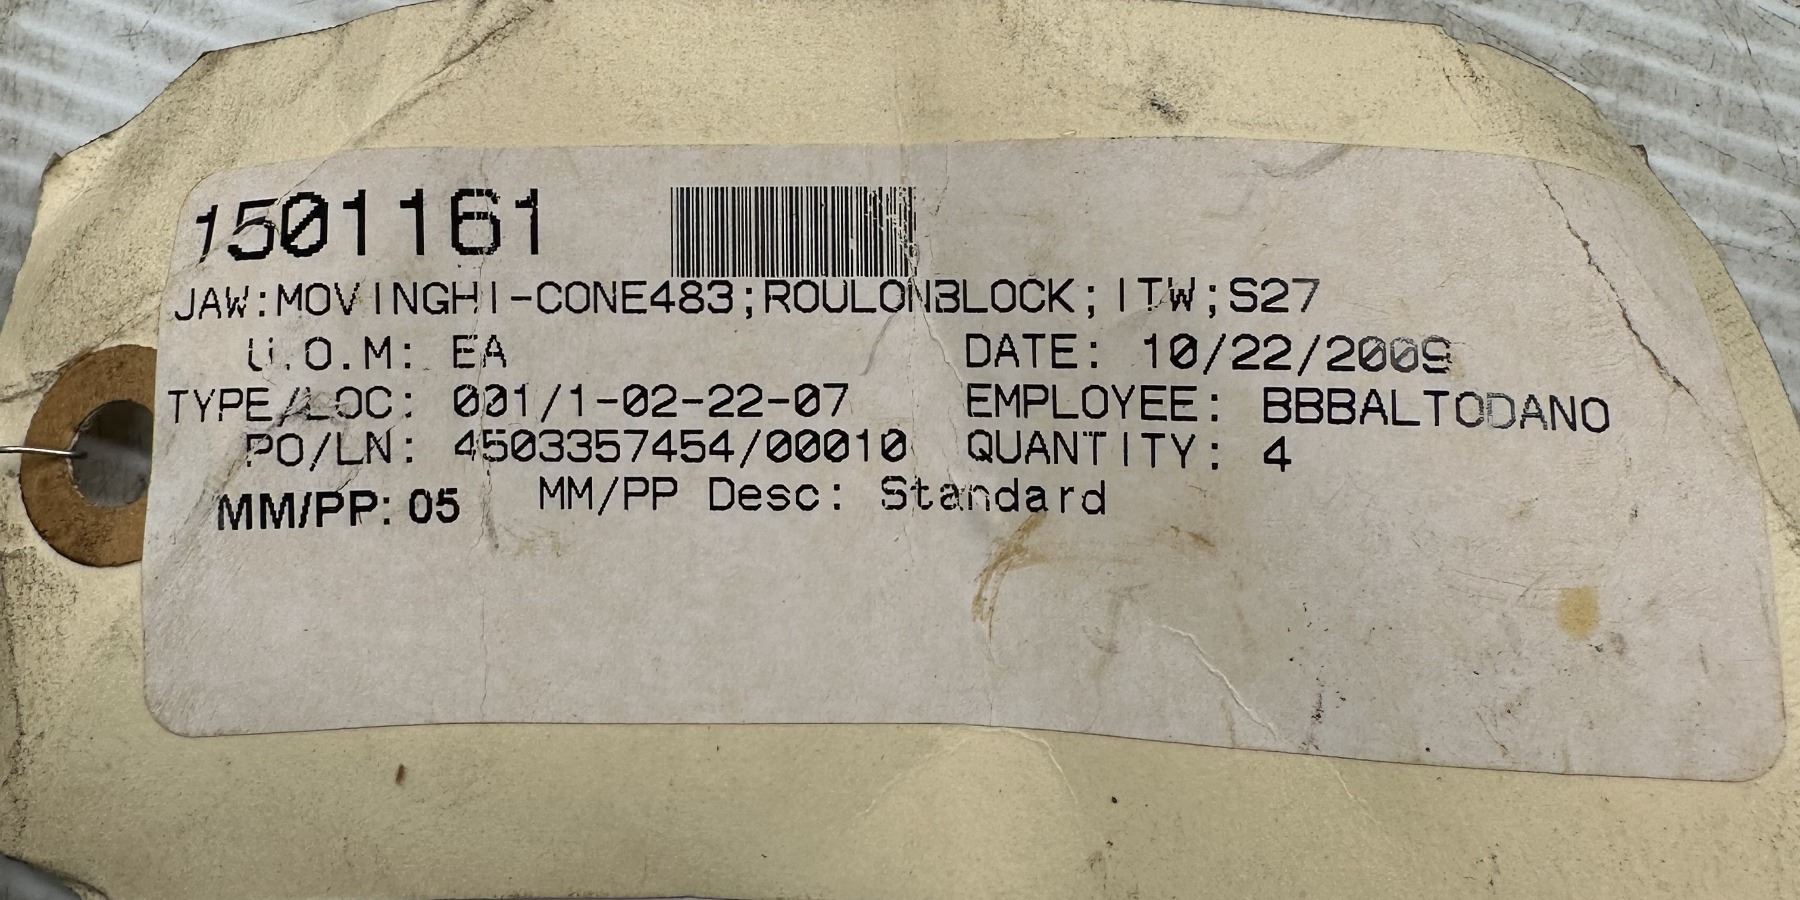 1501161
JAW:MOVINGHI-CONE483;ROULONBLOCK;ITW;S27
U.O.M: EA DATE: 10/22/2009
TYPE/LOC: 001/1-02-22-07 EMPLOYEE: BBBALTODANO
PO/LN: 4503357454/00010 QUANTITY: 4
MM/PP: 05 MM/PP Desc: Standard